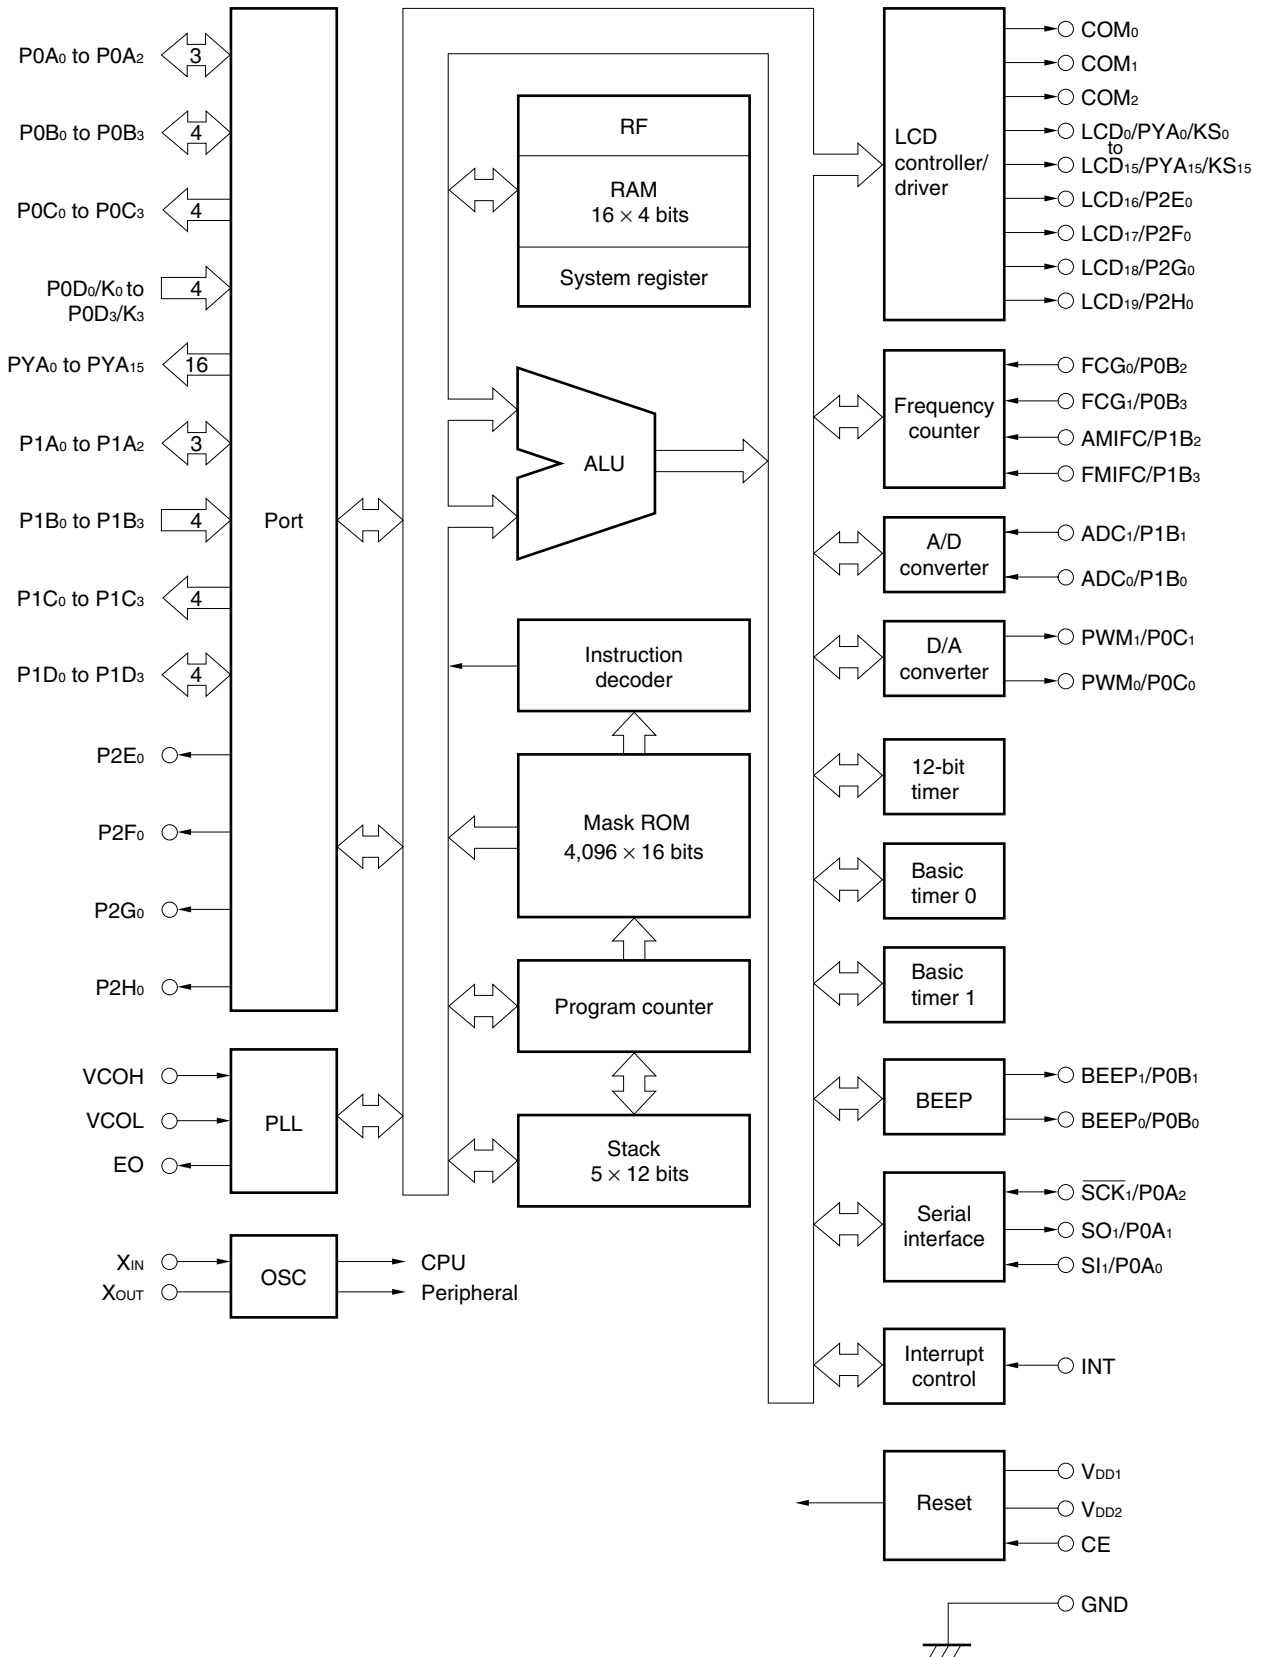 P0A₀ to P0A₂
3
P0B₀ to P0B₃
4
P0C₀ to P0C₃
4
P0D₀/K₀ to
P0D₃/K₃
4
PYA₀ to PYA₁₅
16
P1A₀ to P1A₂
3
P1B₀ to P1B₃
4
P1C₀ to P1C₃
4
P1D₀ to P1D₃
4
P2E₀
P2F₀
P2G₀
P2H₀
Port
VCOH
VCOL
EO
PLL
X_IN
X_OUT
OSC
CPU
Peripheral
RF
RAM
16 × 4 bits
System register
ALU
Instruction
decoder
Mask ROM
4,096 × 16 bits
Program counter
Stack
5 × 12 bits
LCD
controller/
driver
COM₀
COM₁
COM₂
LCD₀/PYA₀/KS₀
to
LCD₁₅/PYA₁₅/KS₁₅
LCD₁₆/P2E₀
LCD₁₇/P2F₀
LCD₁₈/P2G₀
LCD₁₉/P2H₀
Frequency
counter
FCG₀/P0B₂
FCG₁/P0B₃
AMIFC/P1B₂
FMIFC/P1B₃
A/D
converter
ADC₁/P1B₁
ADC₀/P1B₀
D/A
converter
PWM₁/P0C₁
PWM₀/P0C₀
12-bit
timer
Basic
timer 0
Basic
timer 1
BEEP
BEEP₁/P0B₁
BEEP₀/P0B₀
Serial
interface
S̅C̅K̅₁/P0A₂
SO₁/P0A₁
SI₁/P0A₀
Interrupt
control
INT
Reset
V_DD1
V_DD2
CE
GND